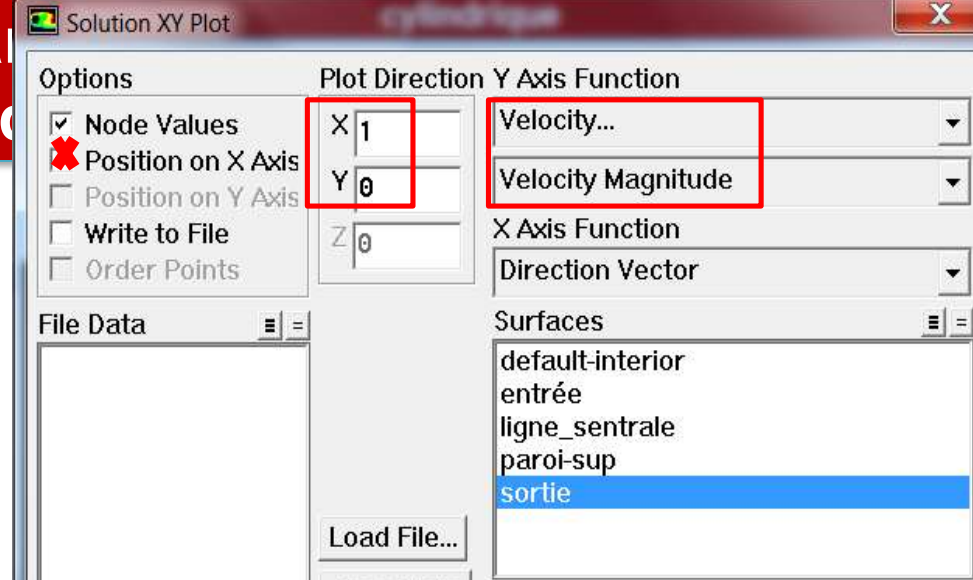 cylindrique
Solution XY Plot
X
Options
Plot Direction
Y Axis Function
Node Values
Position on X Axis
Position on Y Axis
Write to File
Order Points
X 1
Y 0
Z 0
Velocity...
Velocity Magnitude
X Axis Function
Direction Vector
File Data
Surfaces
default-interior
entrée
ligne_sentrale
paroi-sup
sortie
Load File...